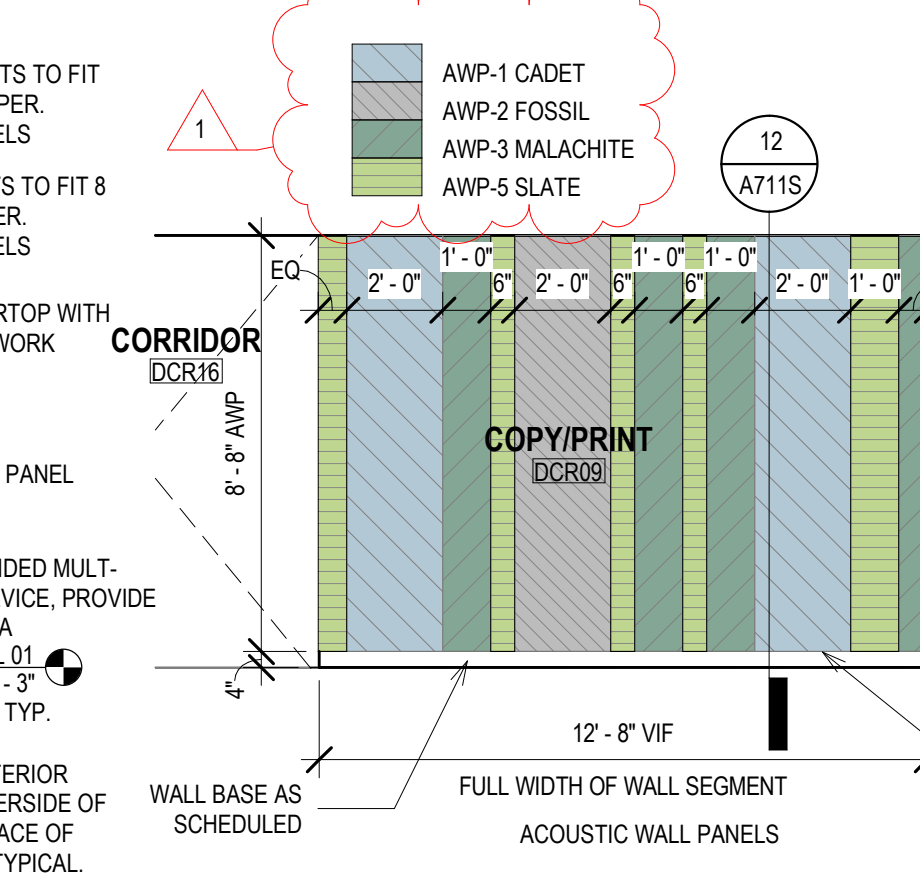 TS TO FIT
PER.
ELS
TS TO FIT 8
ER.
ELS
RTOP WITH
WORK
PANEL
IDED MULT-
VICE, PROVIDE
A
L 01
- 3"
TYP.
TERIOR
ERSIDE OF
ACE OF
TYPICAL.
1
AWP-1 CADET
AWP-2 FOSSIL
AWP-3 MALACHITE
AWP-5 SLATE
12
A711S
EQ
2' - 0"
1' - 0"
6"
2' - 0"
6"
1' - 0"
6"
1' - 0"
2' - 0"
1' - 0"
CORRIDOR
DCR16
8' - 8" AWP
COPY/PRINT
DCR09
4"
12' - 8" VIF
WALL BASE AS
SCHEDULED
FULL WIDTH OF WALL SEGMENT
ACOUSTIC WALL PANELS